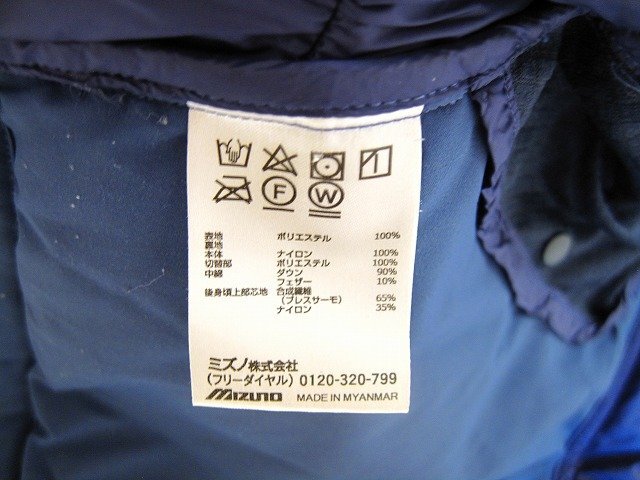 F W
表地 ポリエステル 100%
裏地
本体 ナイロン 100%
切替部 ポリエステル 100%
中綿 ダウン 90%
フェザー 10%
後身頃上部芯地 合成繊維
(ブレスサーモ) 65%
ナイロン 35%
ミズノ株式会社
(フリーダイヤル) 0120-320-799
MIZUNO MADE IN MYANMAR